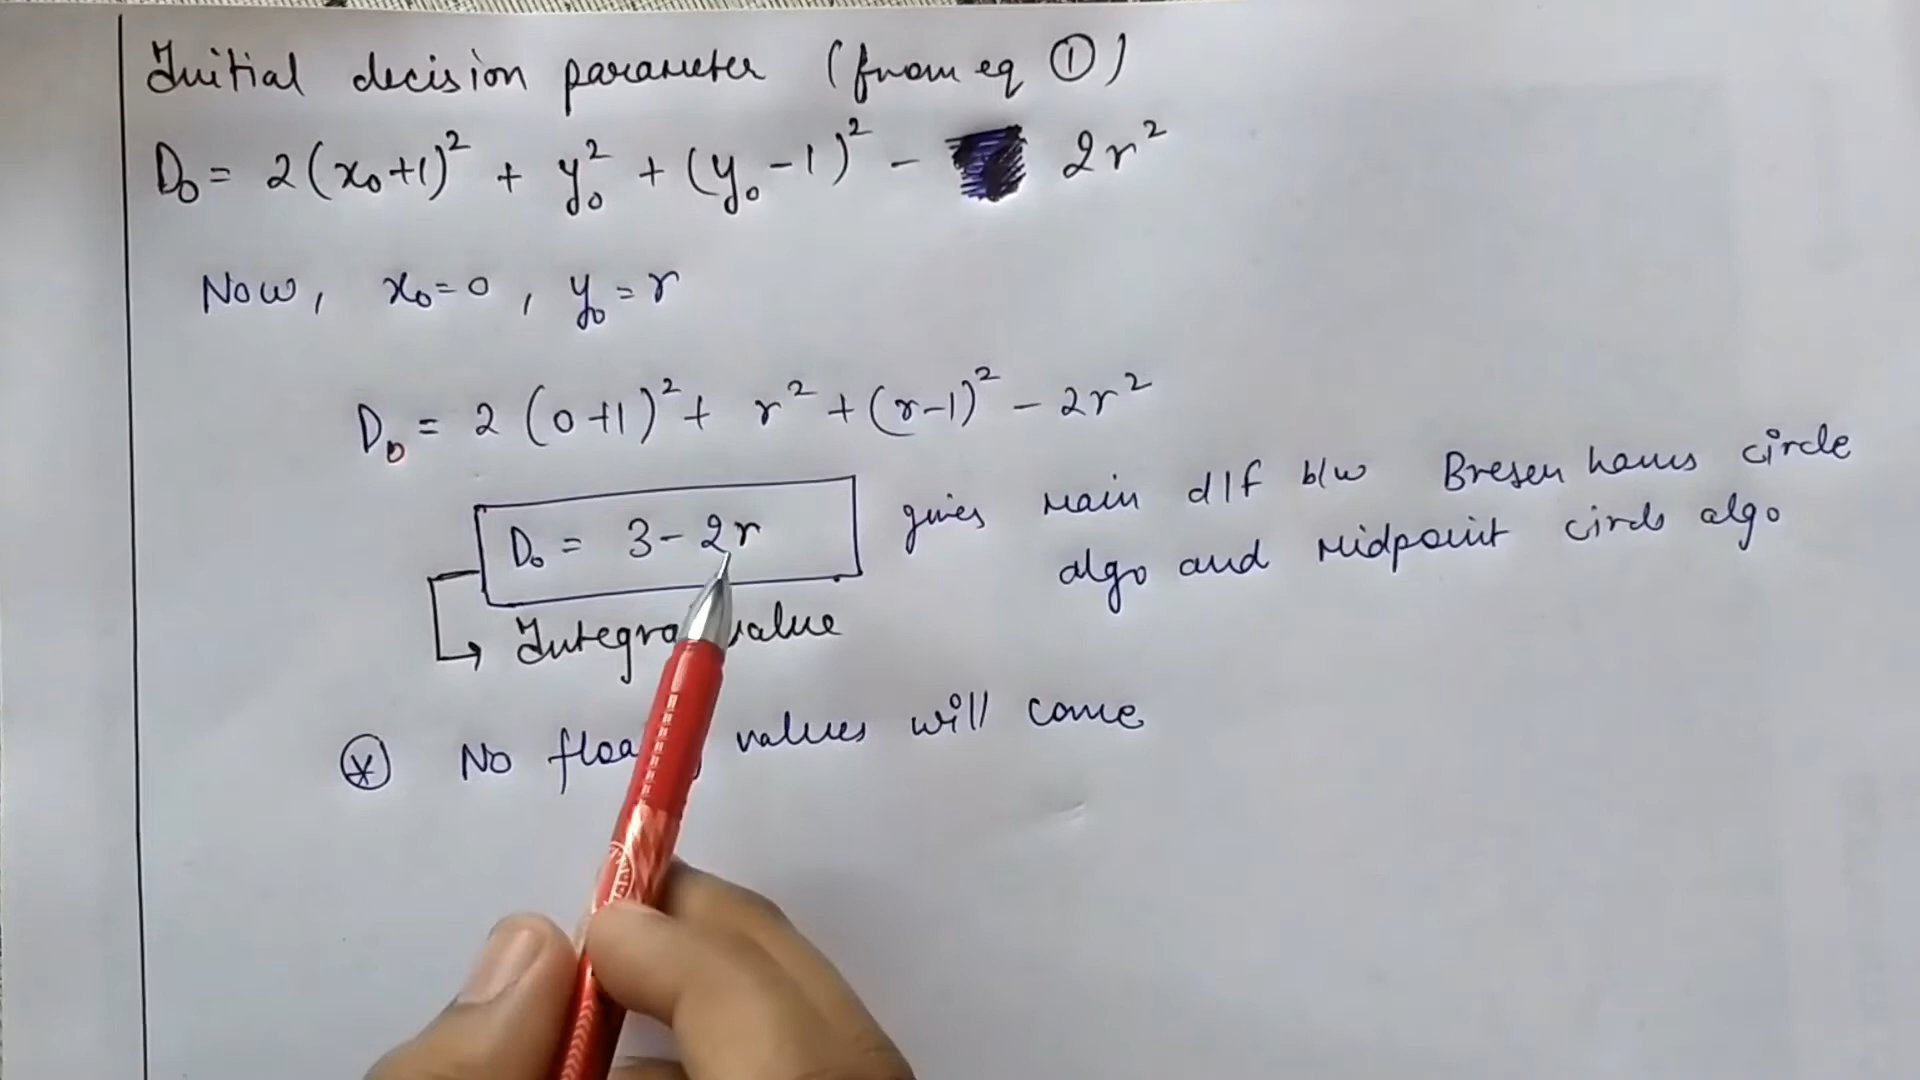 Initial decision parameter (from eq ①)
D₀ = 2(x₀+1)² + y₀² + (y₀-1)² - 2r²
Now, x₀=0, y₀=r
D₀ = 2(0+1)² + r² + (r-1)² - 2r²
D₀ = 3-2r
gives main dif b/w Bresenhams circle
algo and Midpoint circle algo
value
No values will come